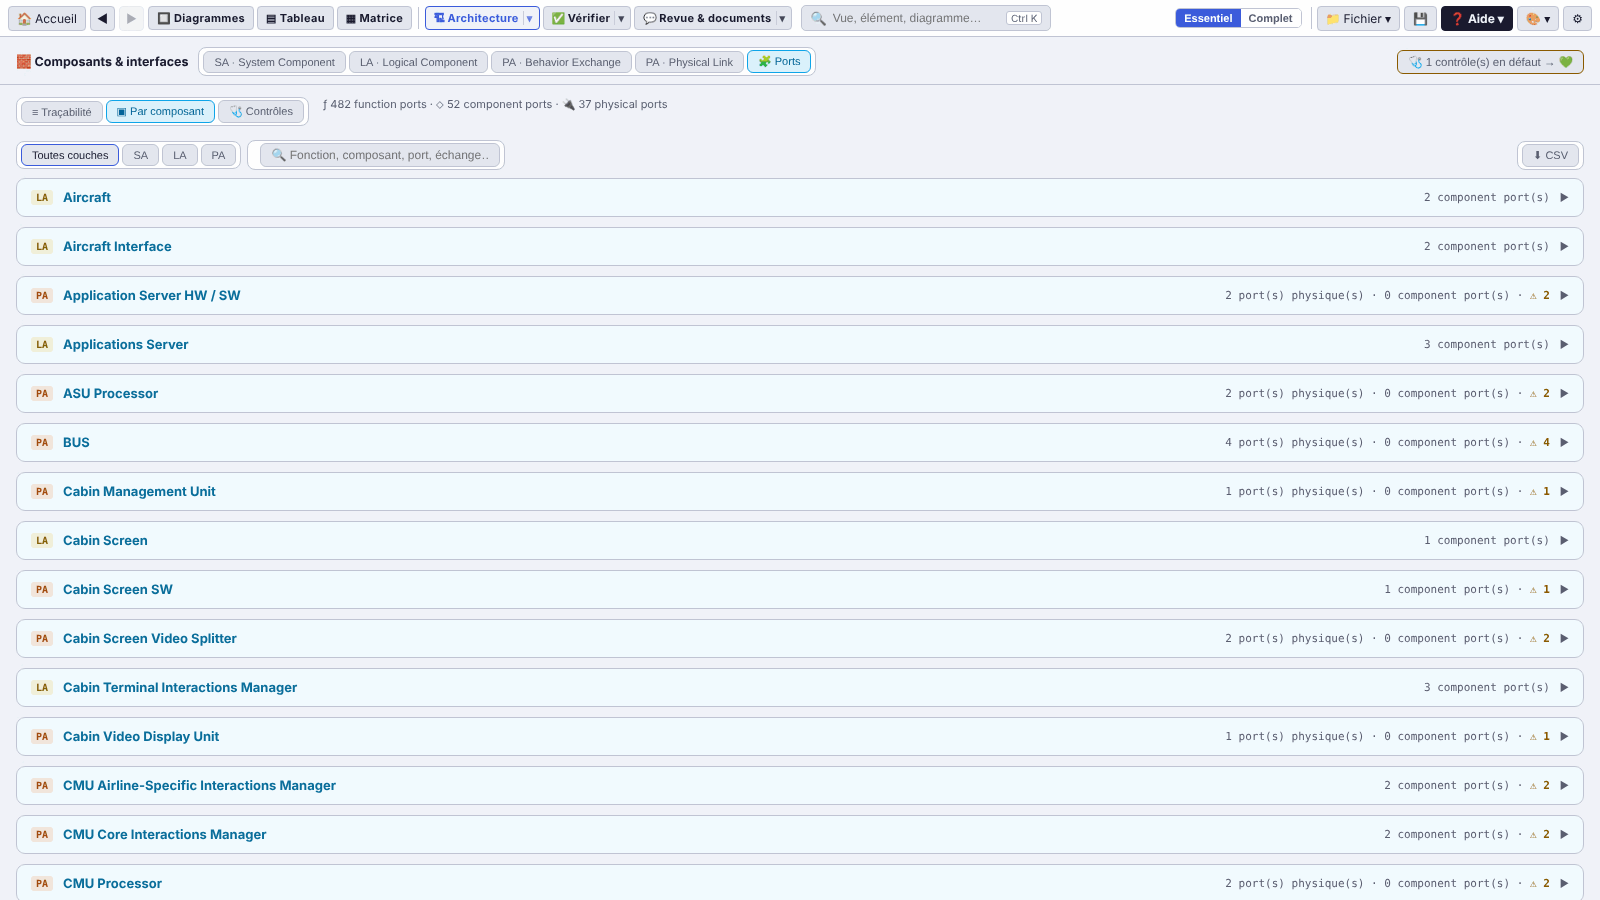 🏠 Accueil ◀ ▶ 🔲 Diagrammes ▤ Tableau ▦ Matrice 🏗 Architecture ▾ ✅ Vérifier ▾ 💬 Revue & documents ▾ 🔍 Vue, élément, diagramme… Ctrl K Essentiel Complet 📁 Fichier ▾ 💾 ❓ Aide ▾ 🎨 ▾ ⚙
🧱 Composants & interfaces SA · System Component LA · Logical Component PA · Behavior Exchange PA · Physical Link 🧩 Ports 🩺 1 contrôle(s) en défaut → 💚
≡ Traçabilité ▣ Par composant 🩺 Contrôles ƒ 482 function ports · ◇ 52 component ports · 🔌 37 physical ports
Toutes couches SA LA PA 🔍 Fonction, composant, port, échange… ⬇ CSV
LA Aircraft 2 component port(s) ▶
LA Aircraft Interface 2 component port(s) ▶
PA Application Server HW / SW 2 port(s) physique(s) · 0 component port(s) · ⚠ 2 ▶
LA Applications Server 3 component port(s) ▶
PA ASU Processor 2 port(s) physique(s) · 0 component port(s) · ⚠ 2 ▶
PA BUS 4 port(s) physique(s) · 0 component port(s) · ⚠ 4 ▶
PA Cabin Management Unit 1 port(s) physique(s) · 0 component port(s) · ⚠ 1 ▶
LA Cabin Screen 1 component port(s) ▶
PA Cabin Screen SW 1 component port(s) · ⚠ 1 ▶
PA Cabin Screen Video Splitter 2 port(s) physique(s) · 0 component port(s) · ⚠ 2 ▶
LA Cabin Terminal Interactions Manager 3 component port(s) ▶
PA Cabin Video Display Unit 1 port(s) physique(s) · 0 component port(s) · ⚠ 1 ▶
PA CMU Airline-Specific Interactions Manager 2 component port(s) · ⚠ 2 ▶
PA CMU Core Interactions Manager 2 component port(s) · ⚠ 2 ▶
PA CMU Processor 2 port(s) physique(s) · 0 component port(s) · ⚠ 2 ▶